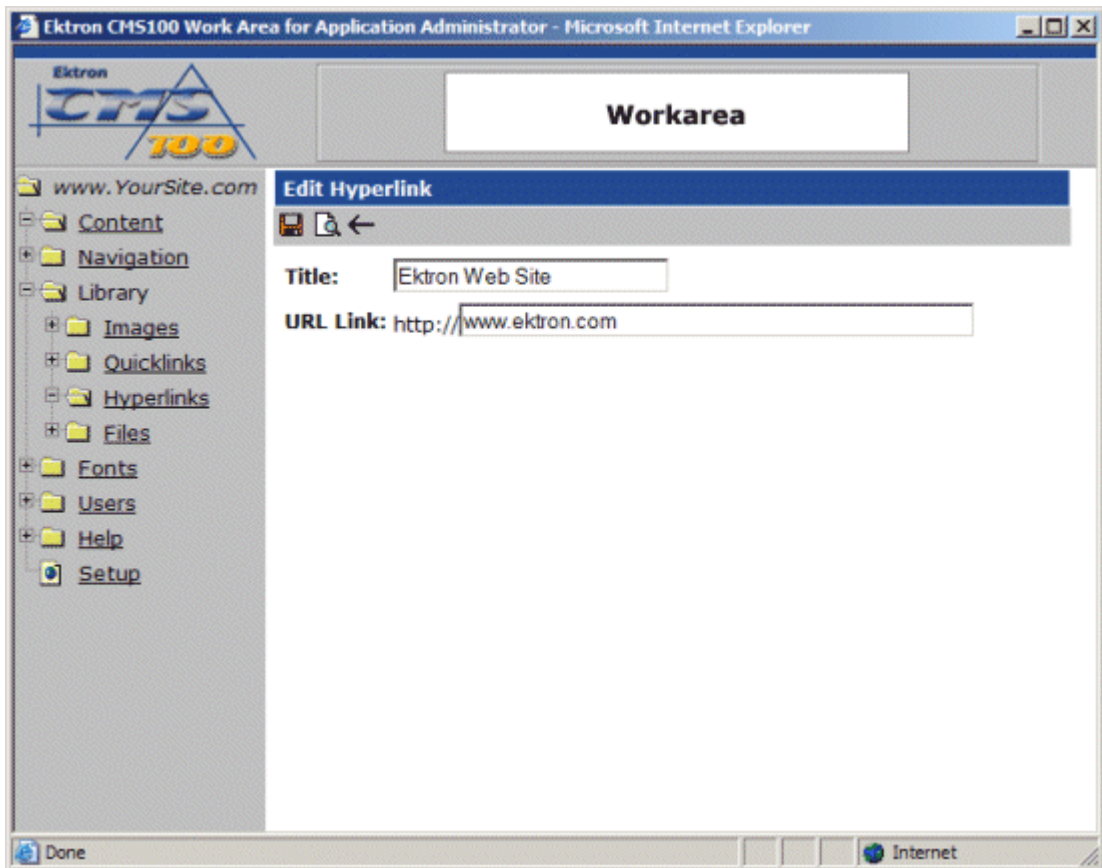 Ektron CMS100 Work Area for Application Administrator - Microsoft Internet Explorer
Ektron
CMS
100
Workarea
www.YourSite.com
Content
Navigation
Library
Images
Quicklinks
Hyperlinks
Files
Fonts
Users
Help
Setup
Edit Hyperlink
Title: Ektron Web Site
URL Link: http://www.ektron.com
Done
Internet